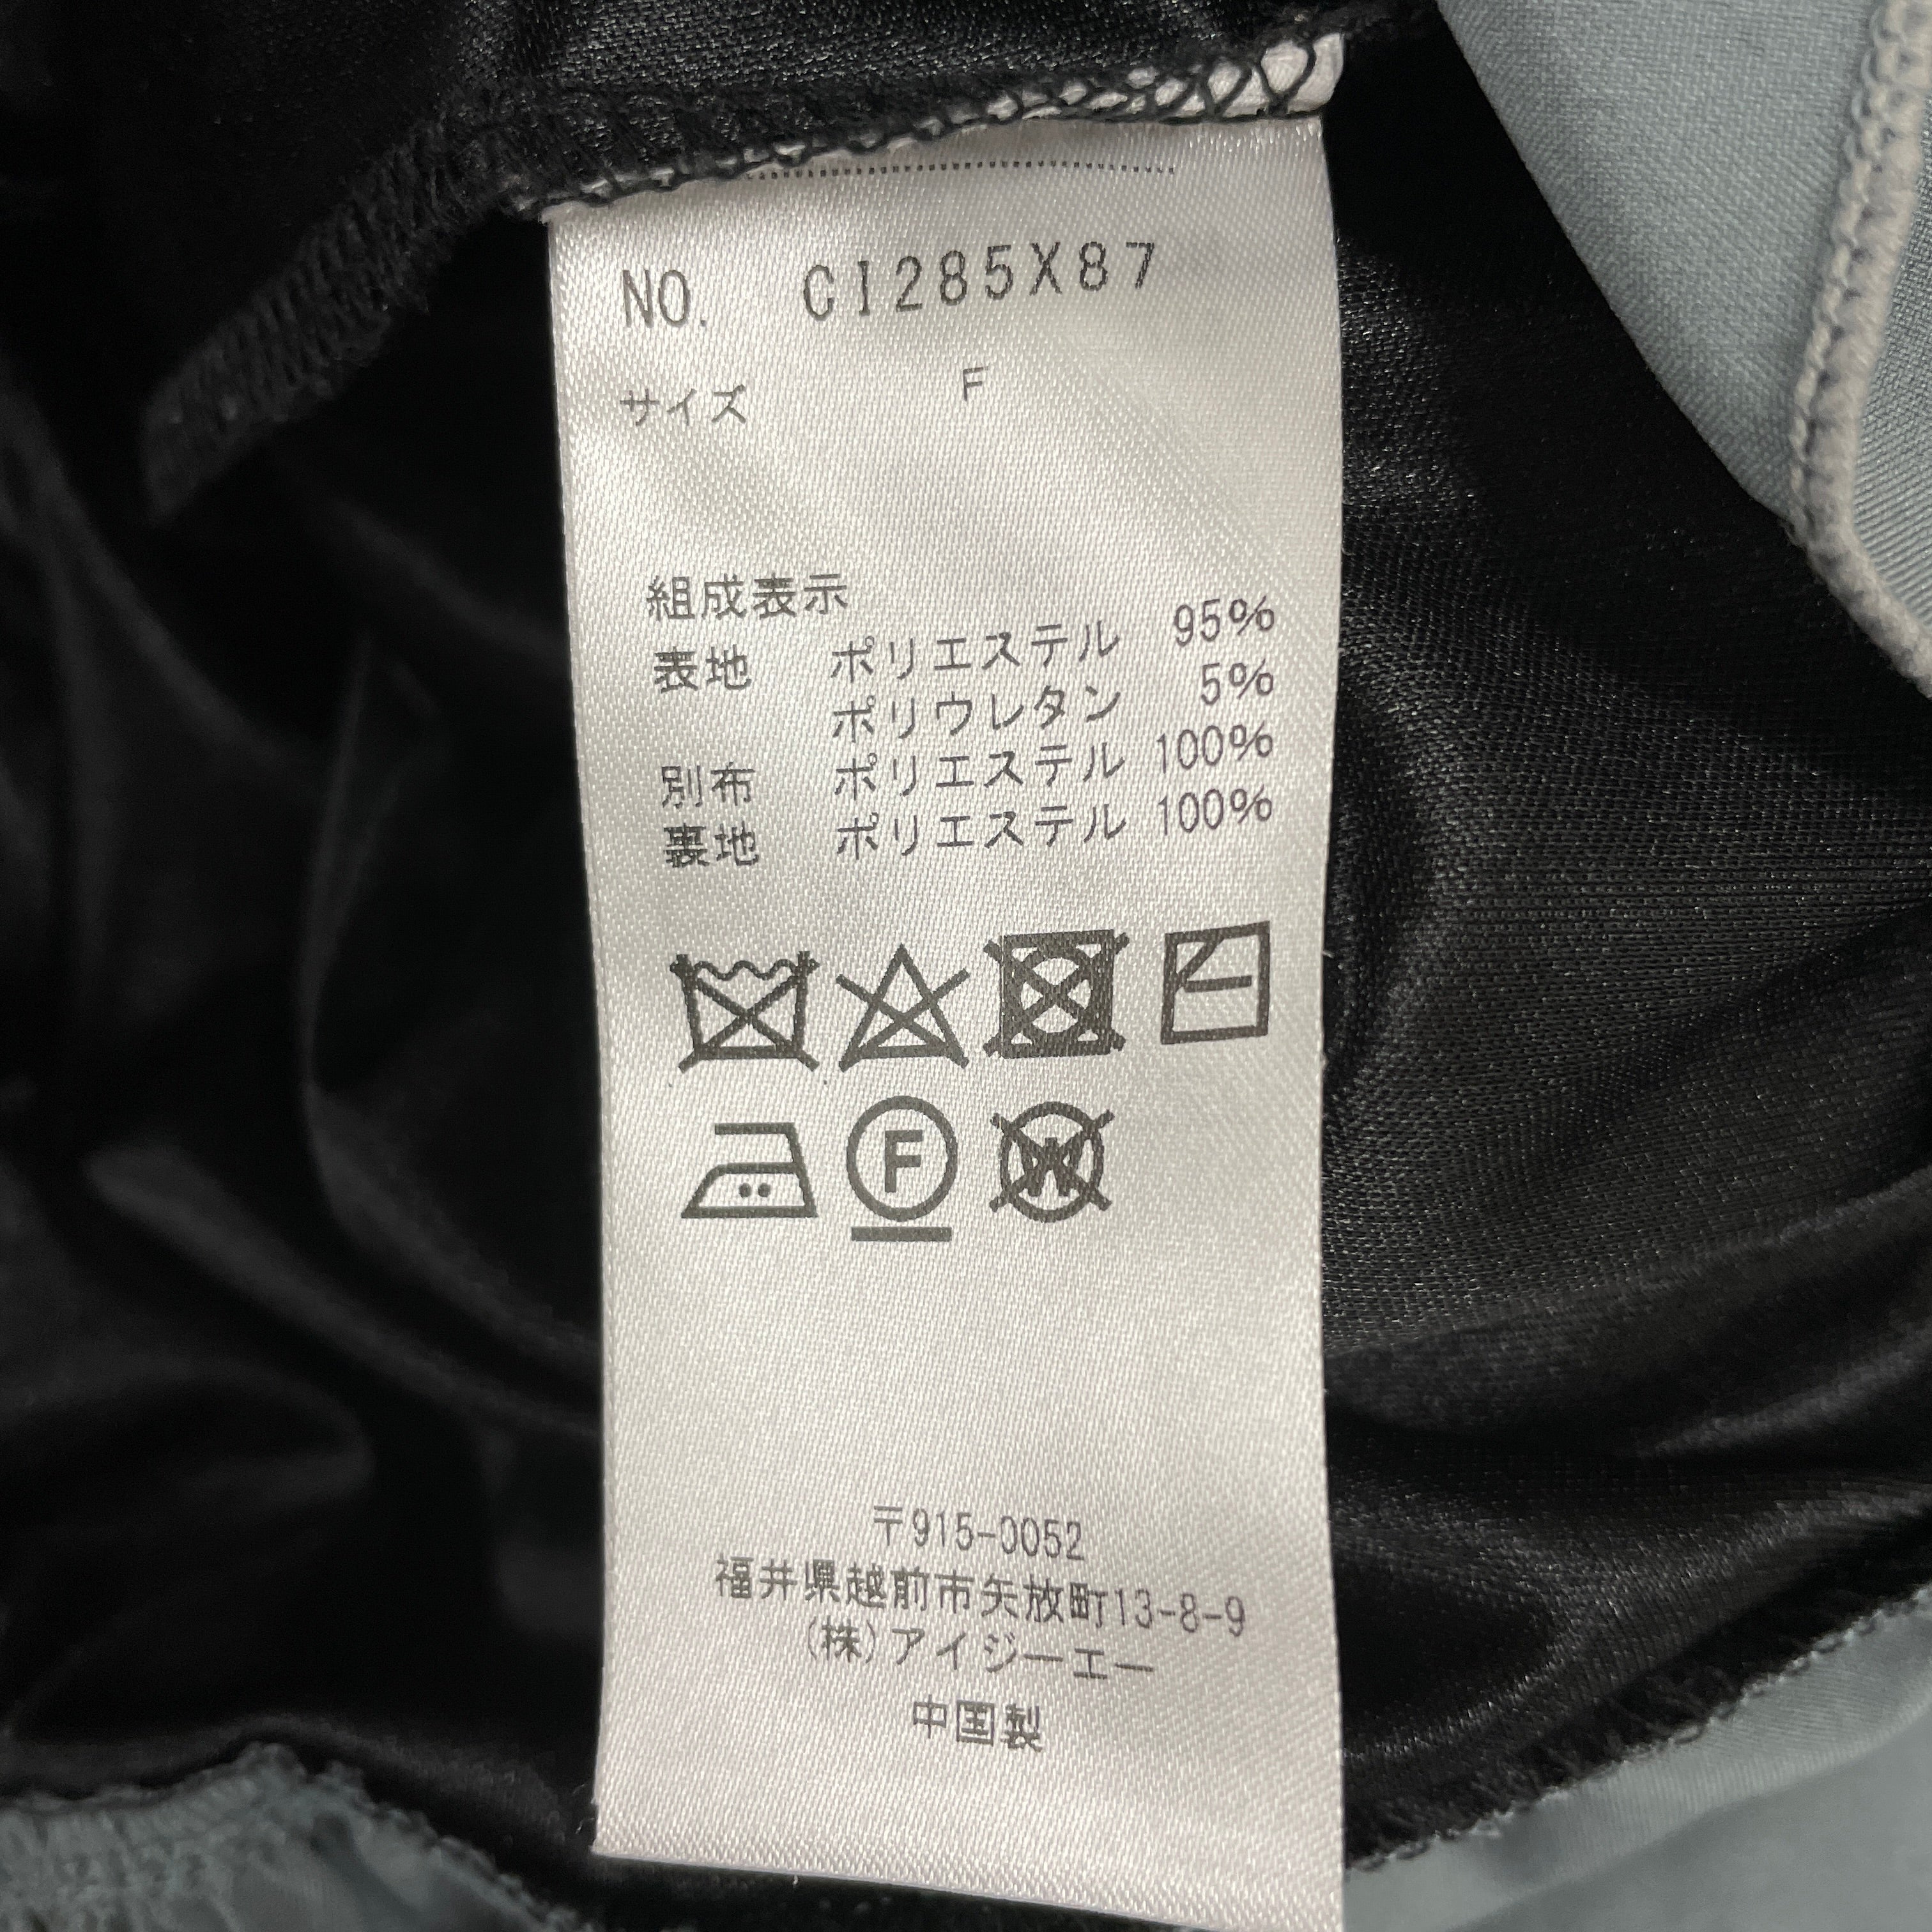 NO. C1285X87
サイズ F
組成表示
表地 ポリエステル 95%
ポリウレタン 5%
別布 ポリエステル 100%
裏地 ポリエステル 100%
F
W
〒915-0052
福井県越前市矢放町13-8-9
(株)アイジーエー
中国製